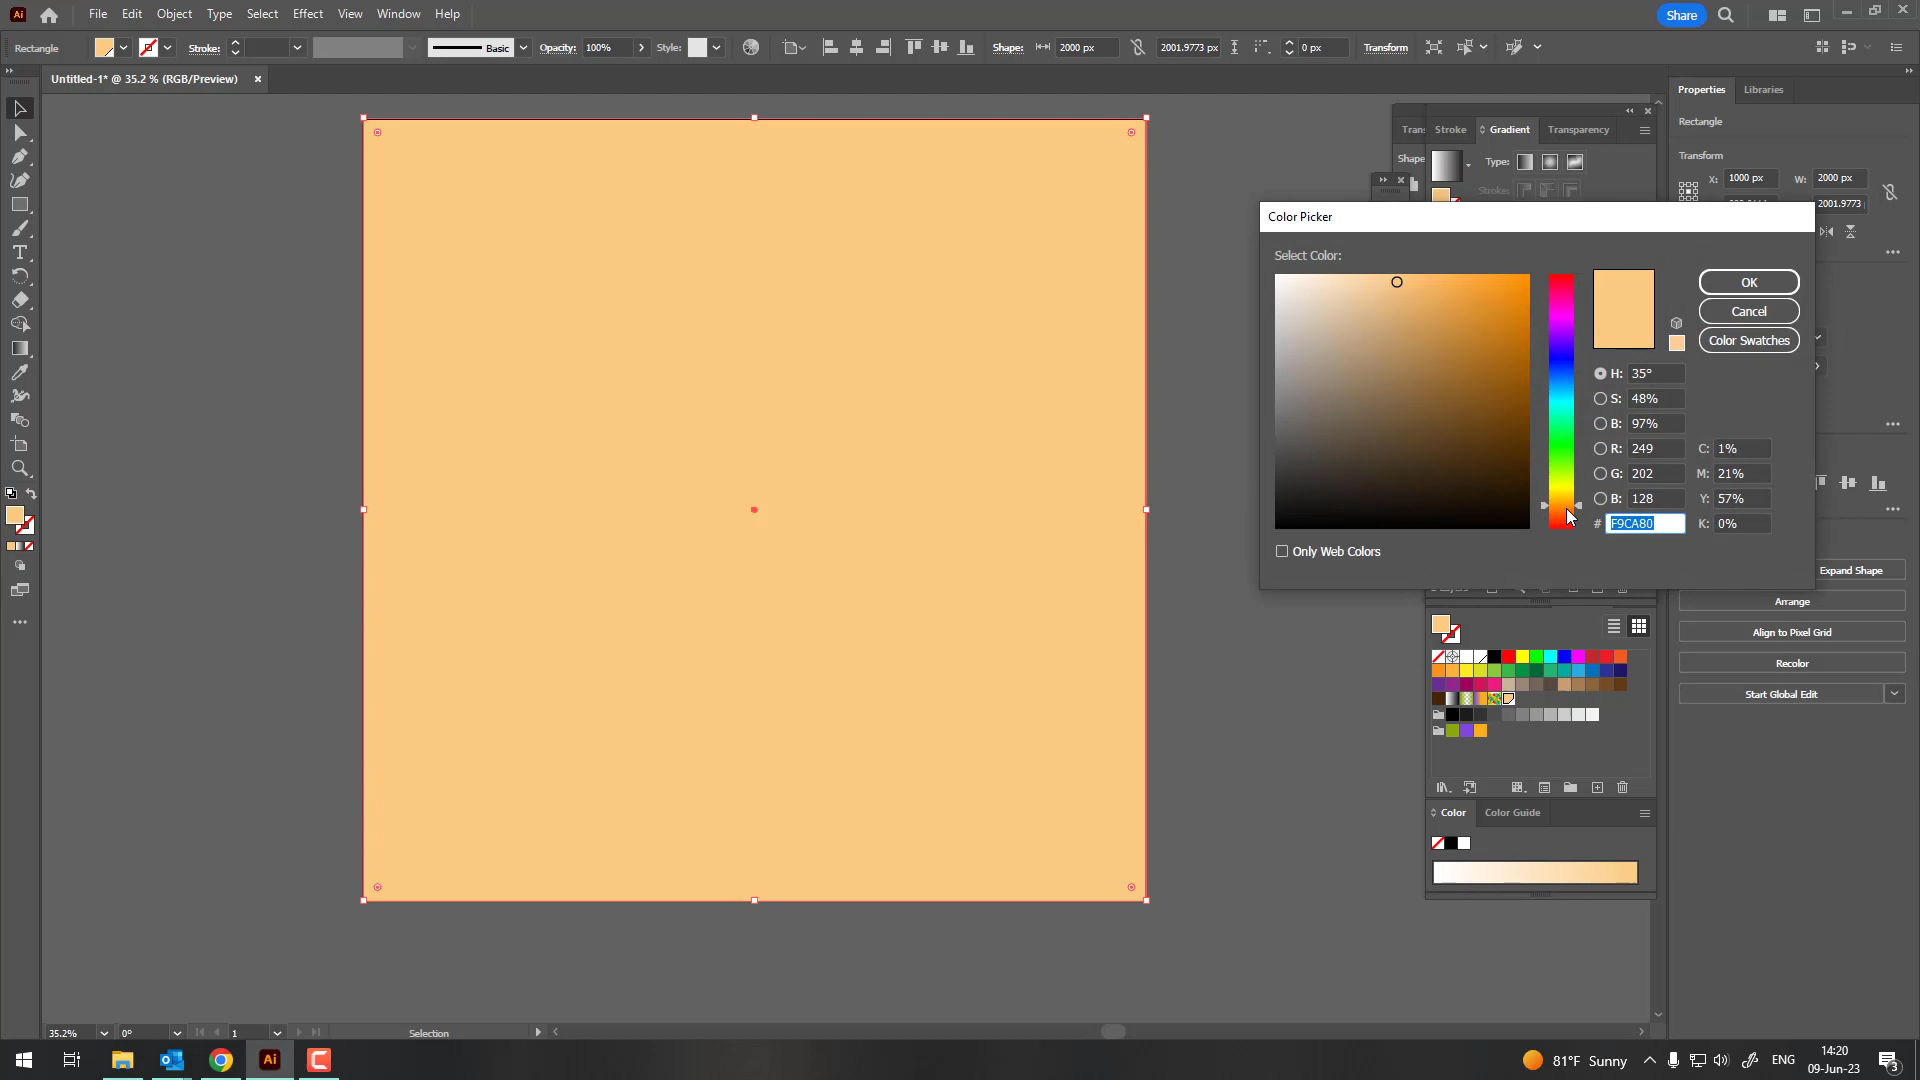 Ai File Edit Object Type Select Effect View Window Help Share
Rectangle Stroke: Basic Opacity: 100% Style: Shape: 2000 px 2001.9773 px 0 px Transform
Untitled-1* @ 35.2 % (RGB/Preview)
Properties Libraries
Rectangle
Transform
X: 1000 px W: 2000 px
2001.9773
Trans Stroke Gradient Transparency
Shape Type:
Stroke:
Color Picker
Select Color:
OK
Cancel
Color Swatches
H: 35°
S: 48%
B: 97%
R: 249 C: 1%
G: 202 M: 21%
B: 128 Y: 57%
# F9CA80 K: 0%
Only Web Colors
Expand Shape
Arrange
Align to Pixel Grid
Recolor
Start Global Edit
Color Color Guide
35.2% 0° 1 Selection
Ai 81°F Sunny ENG 14:20
09-Jun-23 3